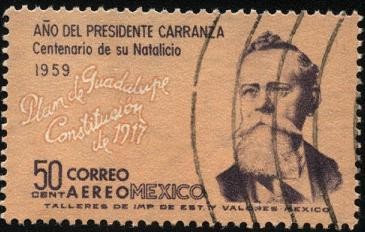 AÑO DEL PRESIDENTE CARRANZA
Centenario de su Natalicio
1959
Plan de Guadalupe
Constitución
de 1917
50 CORREO
CENT AEREO MEXICO
TALLERES DE IMP. DE EST. Y VALORES MEXICO